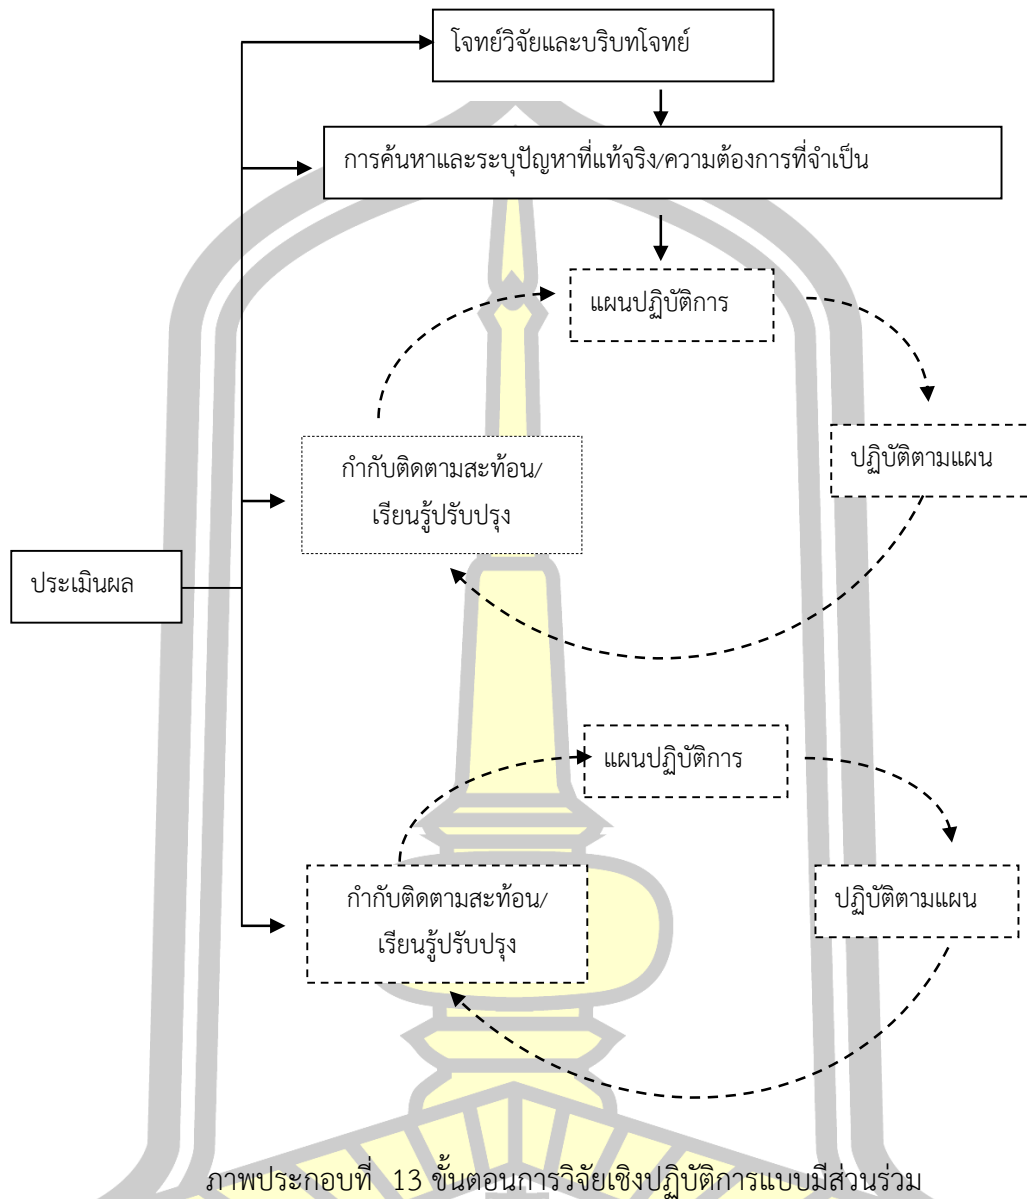 โจทย์วิจัยและบริบทโจทย์
การค้นหาและระบุปัญหาที่แท้จริง/ความต้องการที่จำเป็น
แผนปฏิบัติการ
กำกับติดตามสะท้อน/
เรียนรู้ปรับปรุง
ปฏิบัติตามแผน
ประเมินผล
แผนปฏิบัติการ
กำกับติดตามสะท้อน/
เรียนรู้ปรับปรุง
ปฏิบัติตามแผน
ภาพประกอบที่ 13 ขั้นตอนการวิจัยเชิงปฏิบัติการแบบมีส่วนร่วม